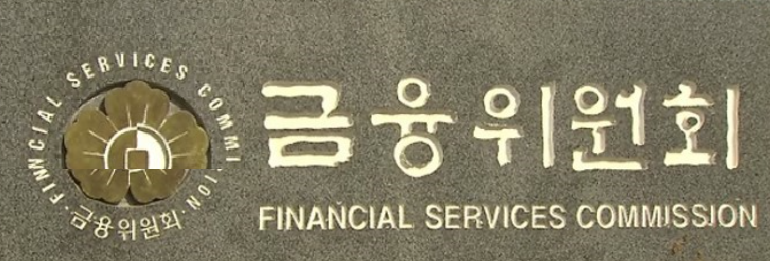 FINANCIAL SERVICES COMMISSION
금융위원회
금융위원회
FINANCIAL SERVICES COMMISSION